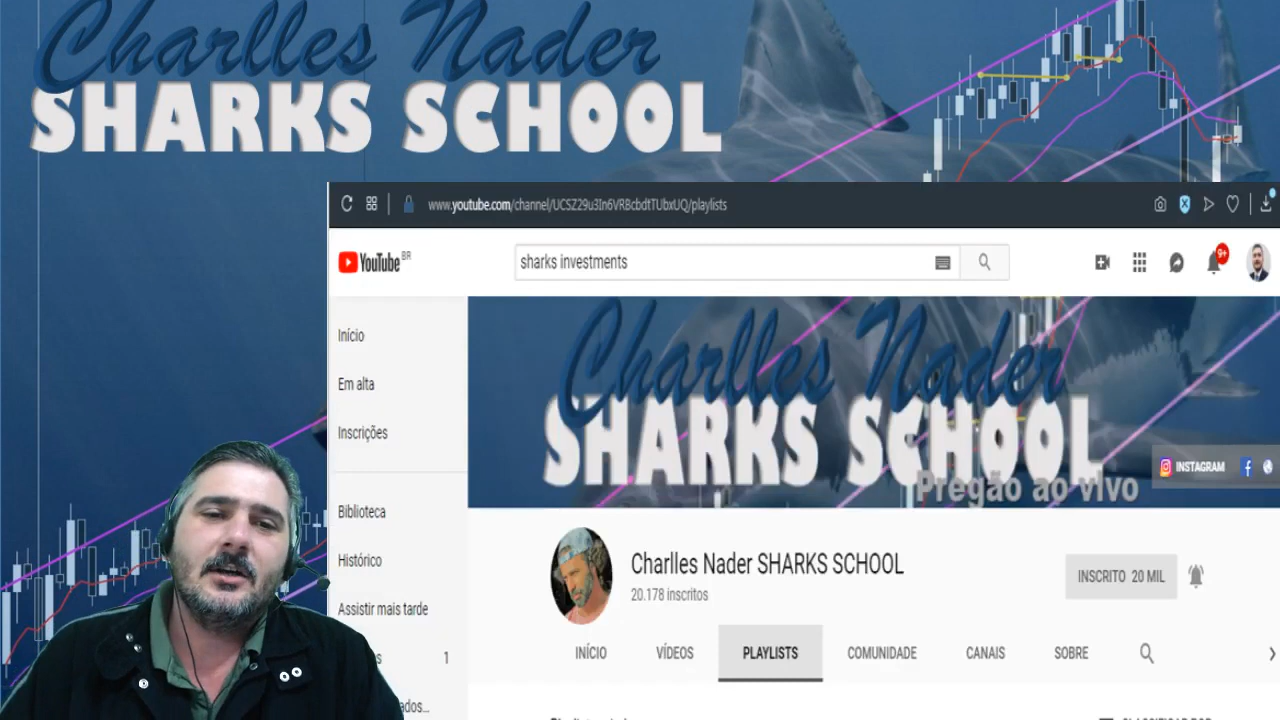 Charlles Nader
SHARKS SCHOOL
www.youtube.com/channel/UCSZ29u3In6VRBcbdtTUbxUQ/playlists
YouTube BR
sharks investments
9+
Início
Em alta
Inscrições
Biblioteca
Histórico
Assistir mais tarde
1
Charlles Nader
SHARKS SCHOOL
Pregão ao vivo
INSTAGRAM
Charlles Nader SHARKS SCHOOL
20.178 inscritos
INSCRITO 20 MIL
INÍCIO
VÍDEOS
PLAYLISTS
COMUNIDADE
CANAIS
SOBRE